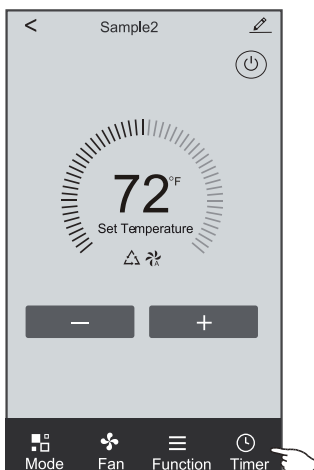 < Sample2
72°F
Set Temperature
A
− +
Mode Fan Function Timer